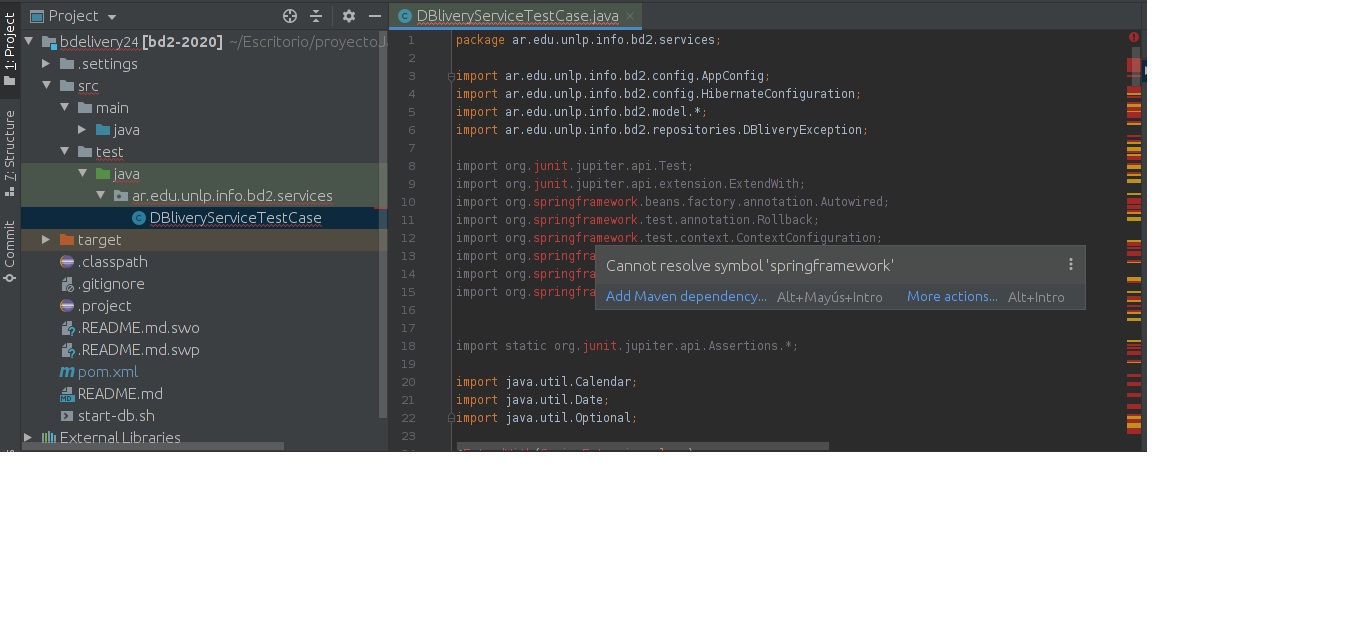 Project
bdelivery24 [bd2-2020] ~/Escritorio/proyectoJ
.settings
src
main
java
test
java
ar.edu.unlp.info.bd2.services
DBliveryServiceTestCase
target
.classpath
.gitignore
.project
.README.md.swo
.README.md.swp
pom.xml
README.md
start-db.sh
External Libraries
1: Project
7: Structure
Commit
DBliveryServiceTestCase.java
1 package ar.edu.unlp.info.bd2.services;
2
3 import ar.edu.unlp.info.bd2.config.AppConfig;
4 import ar.edu.unlp.info.bd2.config.HibernateConfiguration;
5 import ar.edu.unlp.info.bd2.model.*;
6 import ar.edu.unlp.info.bd2.repositories.DBliveryException;
7
8 import org.junit.jupiter.api.Test;
9 import org.junit.jupiter.api.extension.ExtendWith;
10 import org.springframework.beans.factory.annotation.Autowired;
11 import org.springframework.test.annotation.Rollback;
12 import org.springframework.test.context.ContextConfiguration;
13 import org.springfra
14 import org.springfra
15 import org.springfra
16
17
18 import static org.junit.jupiter.api.Assertions.*;
19
20 import java.util.Calendar;
21 import java.util.Date;
22 import java.util.Optional;
23
Cannot resolve symbol 'springframework'
Add Maven dependency... Alt+Mayús+Intro More actions... Alt+Intro